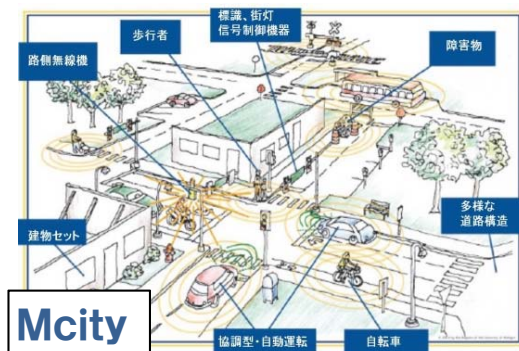 標識、街灯
信号制御機器
歩行者
障害物
路側無線機
多様な
道路構造
建物セット
Mcity
協調型・自動運転
自転車